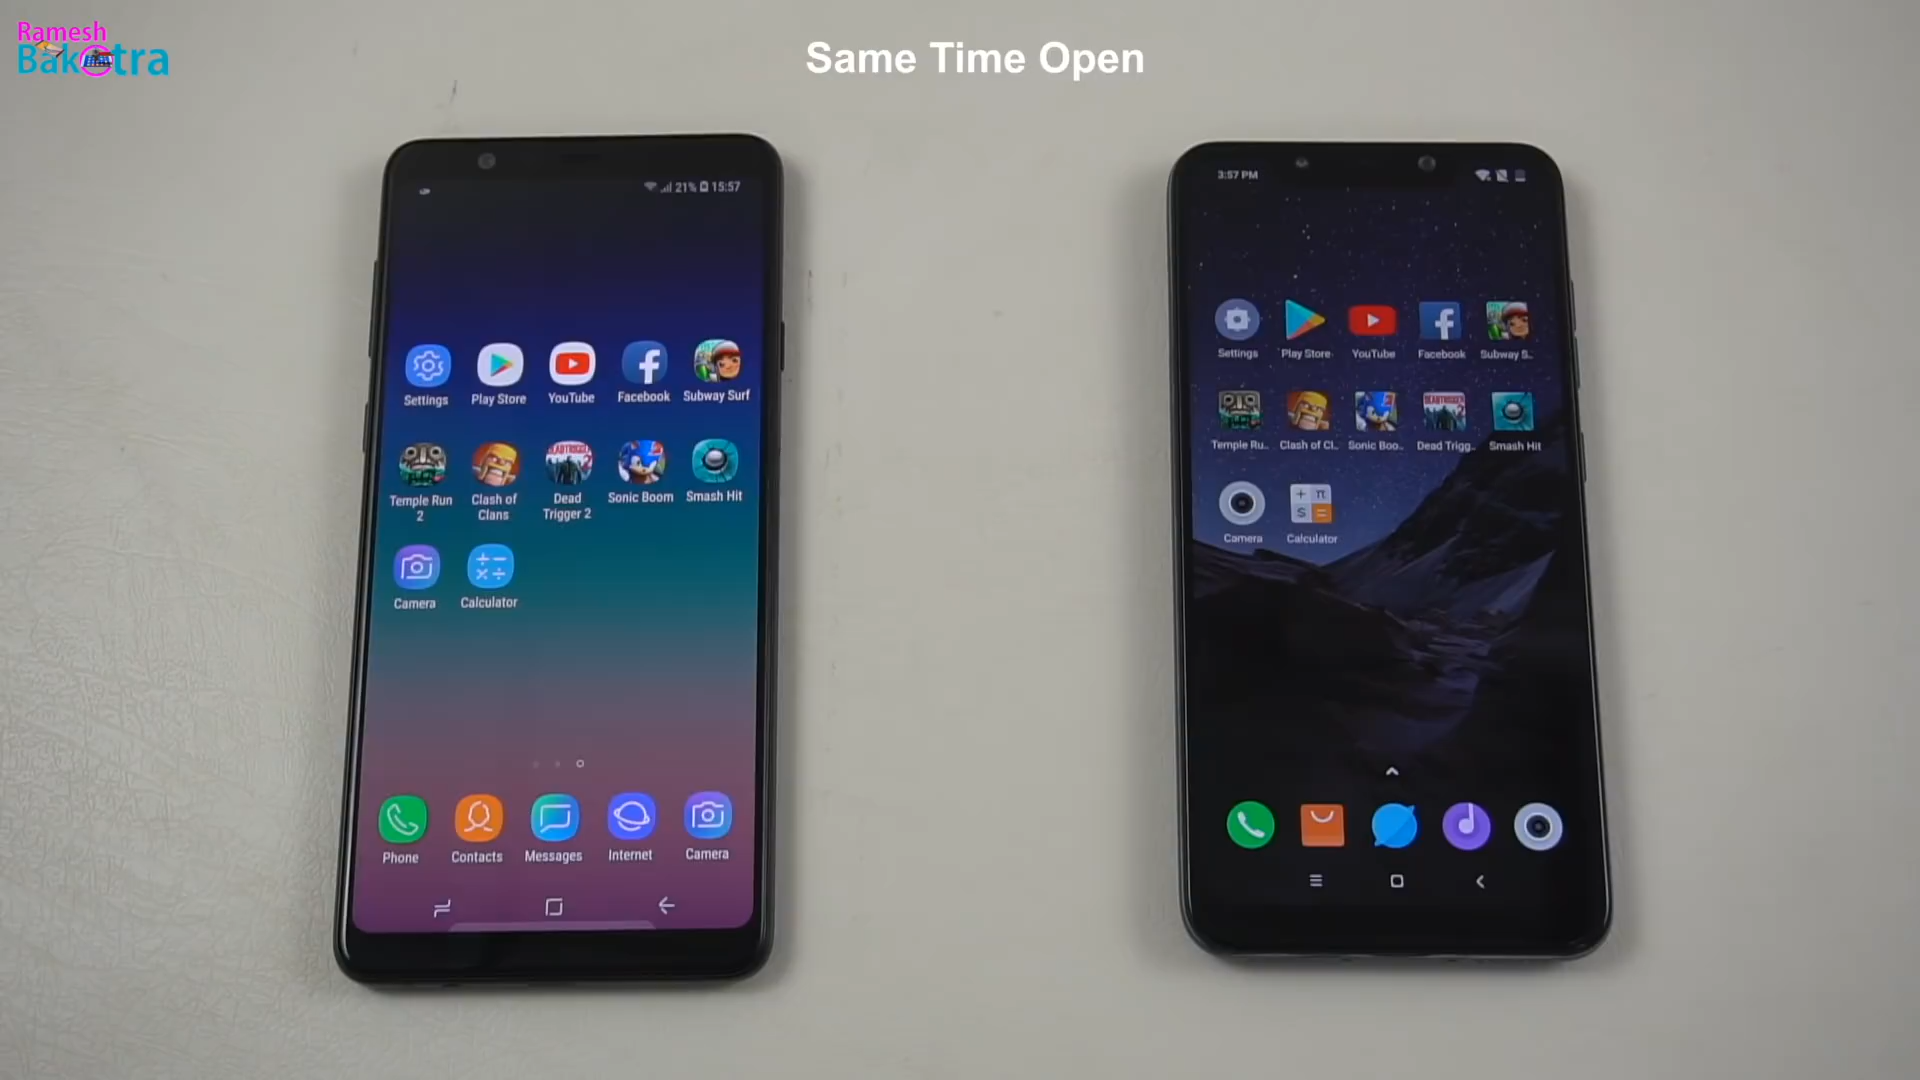 Ramesh
Bakotra
Same Time Open
21% 15:57
Settings
Play Store
YouTube
Facebook
Subway Surf
Temple Run
2
Clash of
Clans
Dead
Trigger 2
Sonic Boom
Smash Hit
Camera
Calculator
Phone
Contacts
Messages
Internet
Camera
3:57 PM
Settings
Play Store
YouTube
Facebook
Subway S..
Temple Ru..
Clash of Cl..
Sonic Boo..
Dead Trigg..
Smash Hit
Camera
Calculator